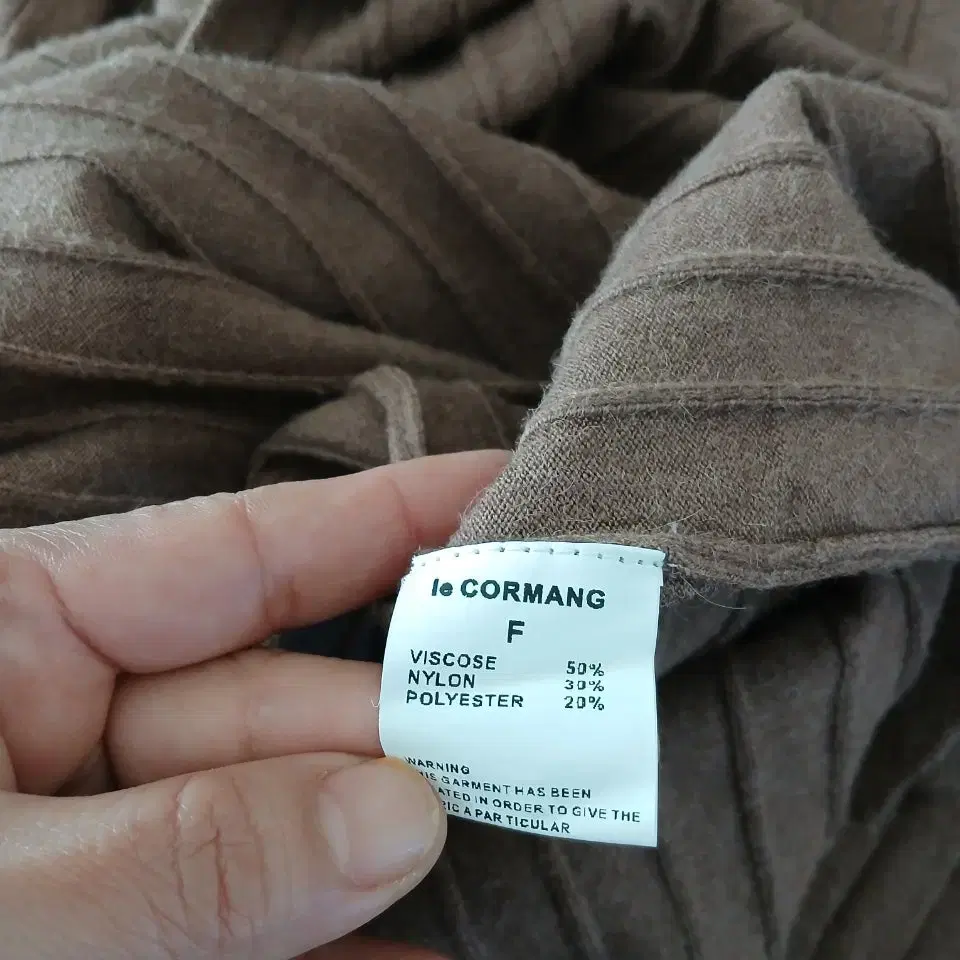 le CORMANG
F
VISCOSE 50%
NYLON 30%
POLYESTER 20%
WARNING
GARMENT HAS BEEN
IN ORDER TO GIVE THE
A PAR TICULAR